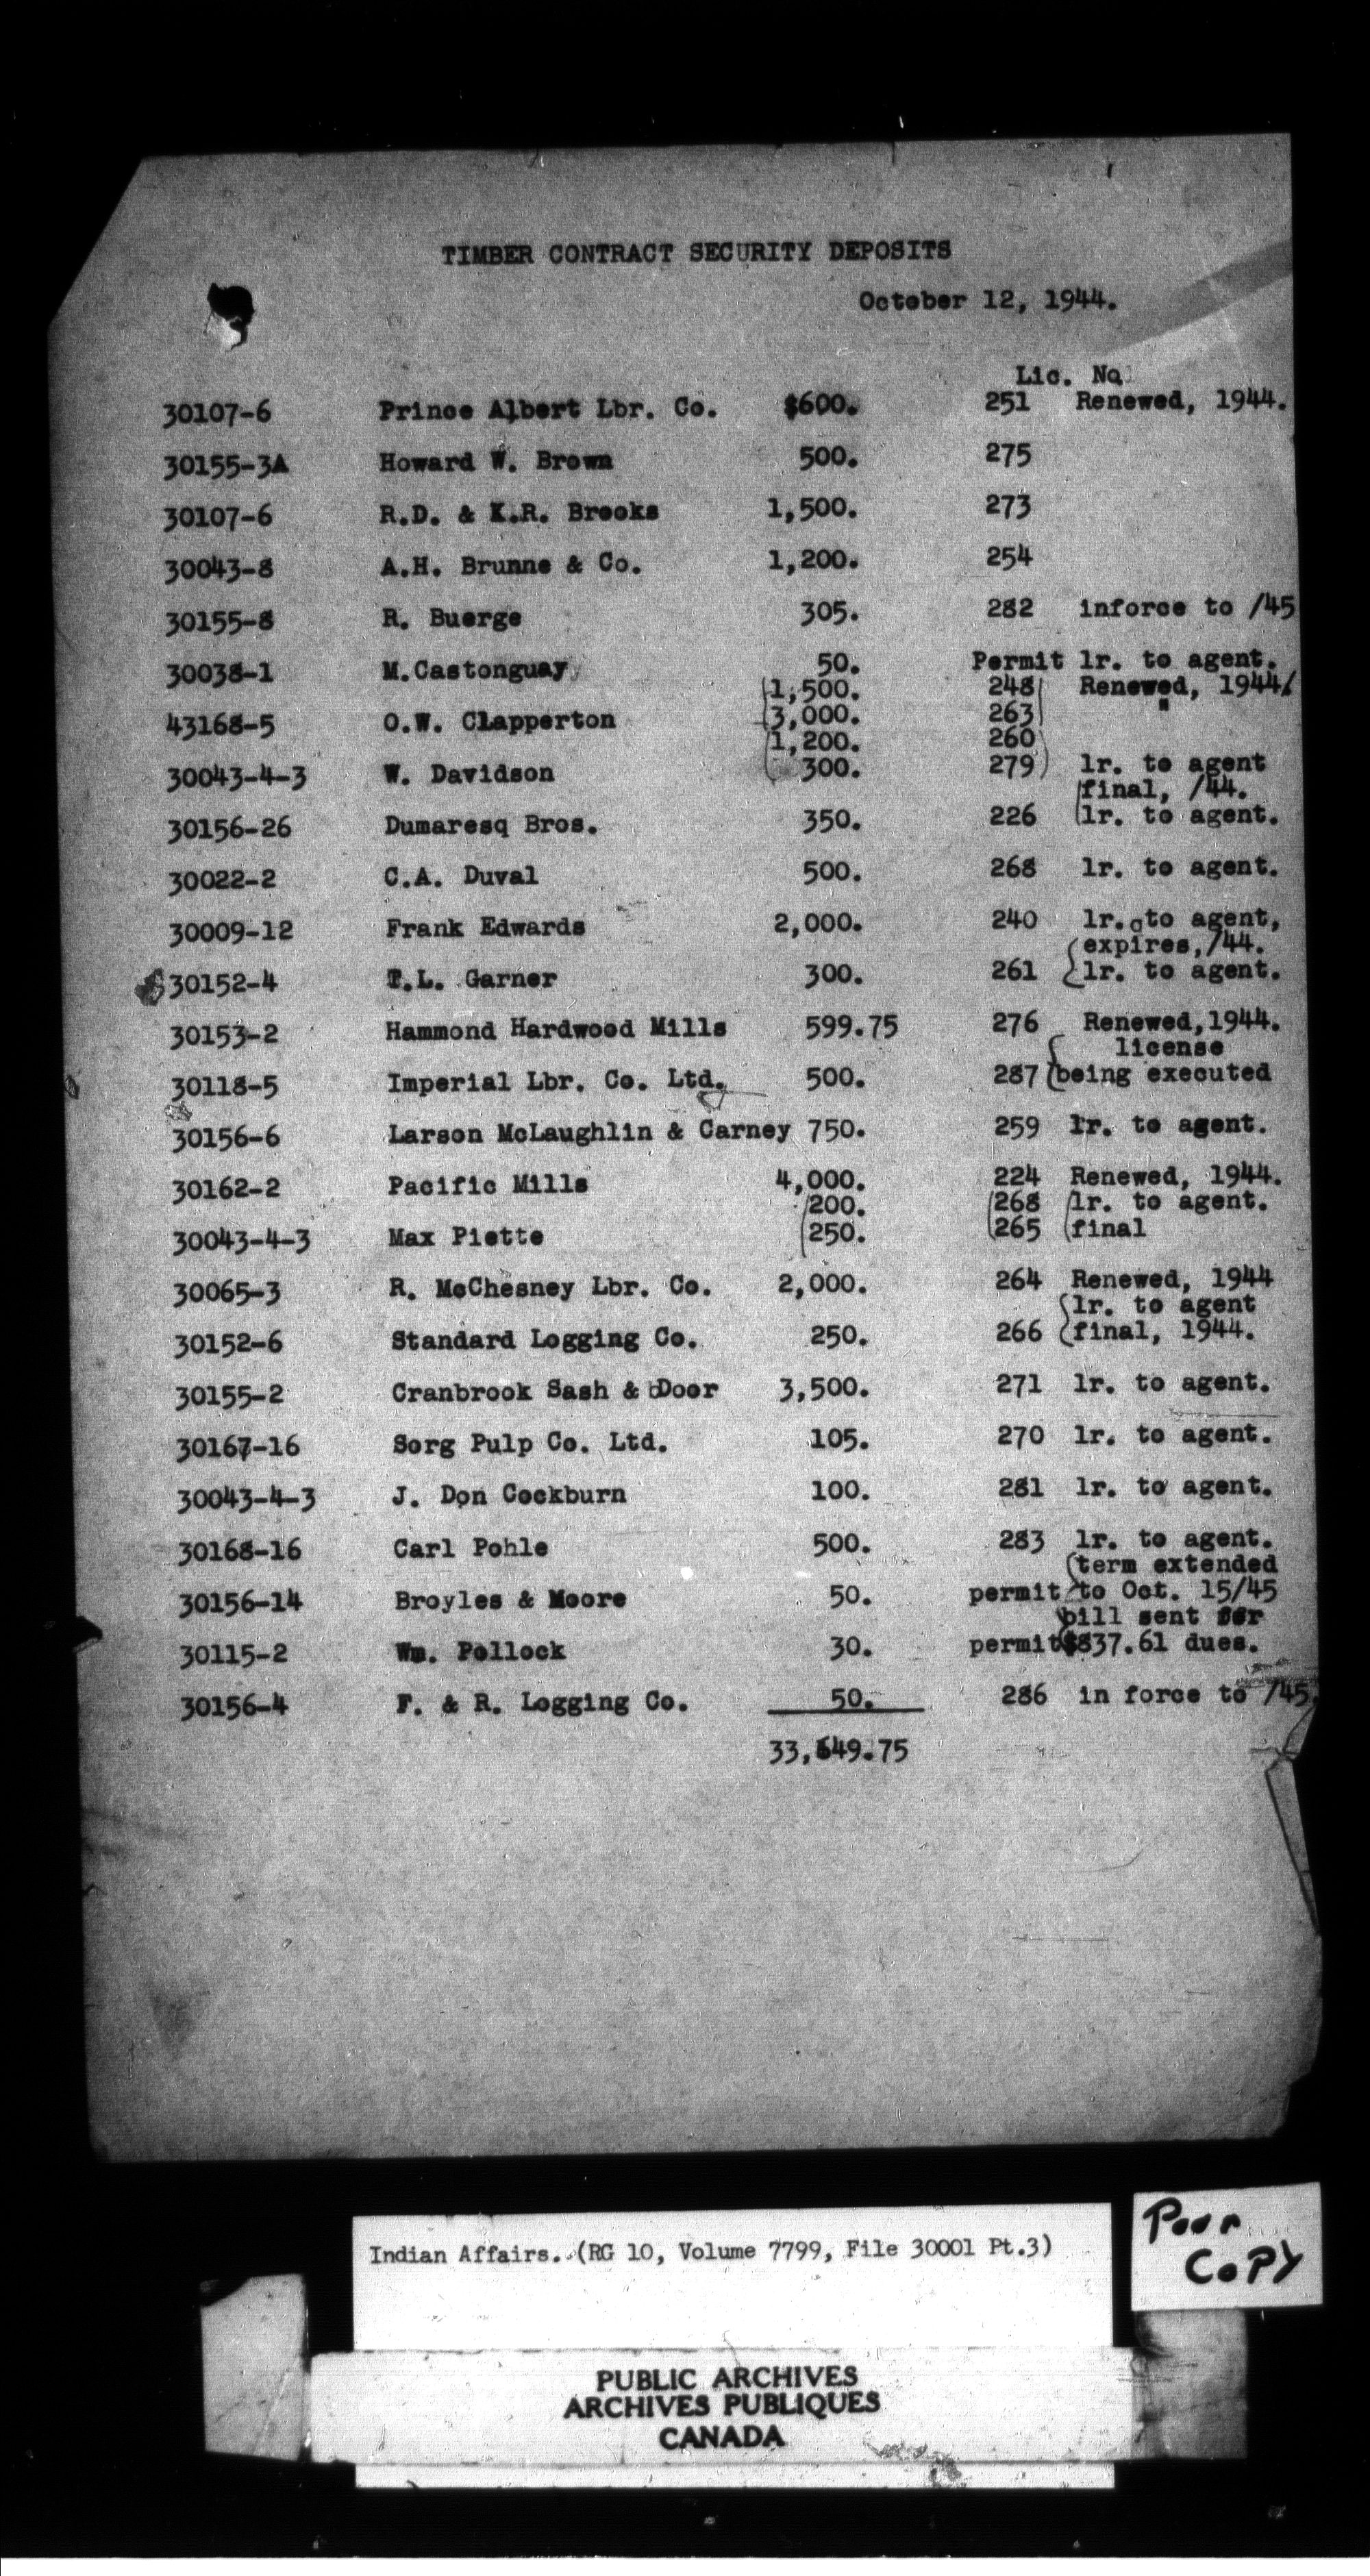 TIMBER CONTRACT SECURITY DEPOSITS
October 12, 1944.
Lic. No.
30107-6 Prince Albert Lbr. Co. $600. 251 Renewed, 1944.
30155-3A Howard W. Brown 500. 275
30107-6 R.D. & K.R. Brooks 1,500. 273
30043-8 A.H. Brunne & Co. 1,200. 254
30155-8 R. Buerge 305. 282 inforce to /45
30038-1 M.Castonguay 50. Permit lr. to agent.
(1,500. 248) Renewed, 1944/
43168-5 O.W. Clapperton (3,000. 263) "
(1,200. 260)
30043-4-3 W. Davidson ( 300. 279) lr. to agent
(final, /44.
30156-26 Dumaresq Bros. 350. 226 (lr. to agent.
30022-2 C.A. Duval 500. 268 lr. to agent.
30009-12 Frank Edwards 2,000. 240 lr. to agent,
(expires,/44.
30152-4 T.L. Garner 300. 261 (lr. to agent.
30153-2 Hammond Hardwood Mills 599.75 276 Renewed,1944.
( license
30118-5 Imperial Lbr. Co. Ltd. 500. 287 (being executed
30156-6 Larson McLaughlin & Carney 750. 259 lr. to agent.
30162-2 Pacific Mills 4,000. 224 Renewed, 1944.
(200. (268 (lr. to agent.
30043-4-3 Max Piette (250. (265 (final
30065-3 R. McChesney Lbr. Co. 2,000. 264 Renewed, 1944
(lr. to agent
30152-6 Standard Logging Co. 250. 266 (final, 1944.
30155-2 Cranbrook Sash & Door 3,500. 271 lr. to agent.
30167-16 Sorg Pulp Co. Ltd. 105. 270 lr. to agent.
30043-4-3 J. Don Cockburn 100. 281 lr. to agent.
30168-16 Carl Pohle 500. 283 lr. to agent.
(term extended
30156-14 Broyles & Moore 50. permit (to Oct. 15/45
(bill sent for
30115-2 Wm. Pollock 30. permit $837.61 dues.
30156-4 F. & R. Logging Co. 50. 286 in force to /45.
33,649.75
Indian Affairs. (RG 10, Volume 7799, File 30001 Pt.3)
Poor
COPY
PUBLIC ARCHIVES
ARCHIVES PUBLIQUES
CANADA